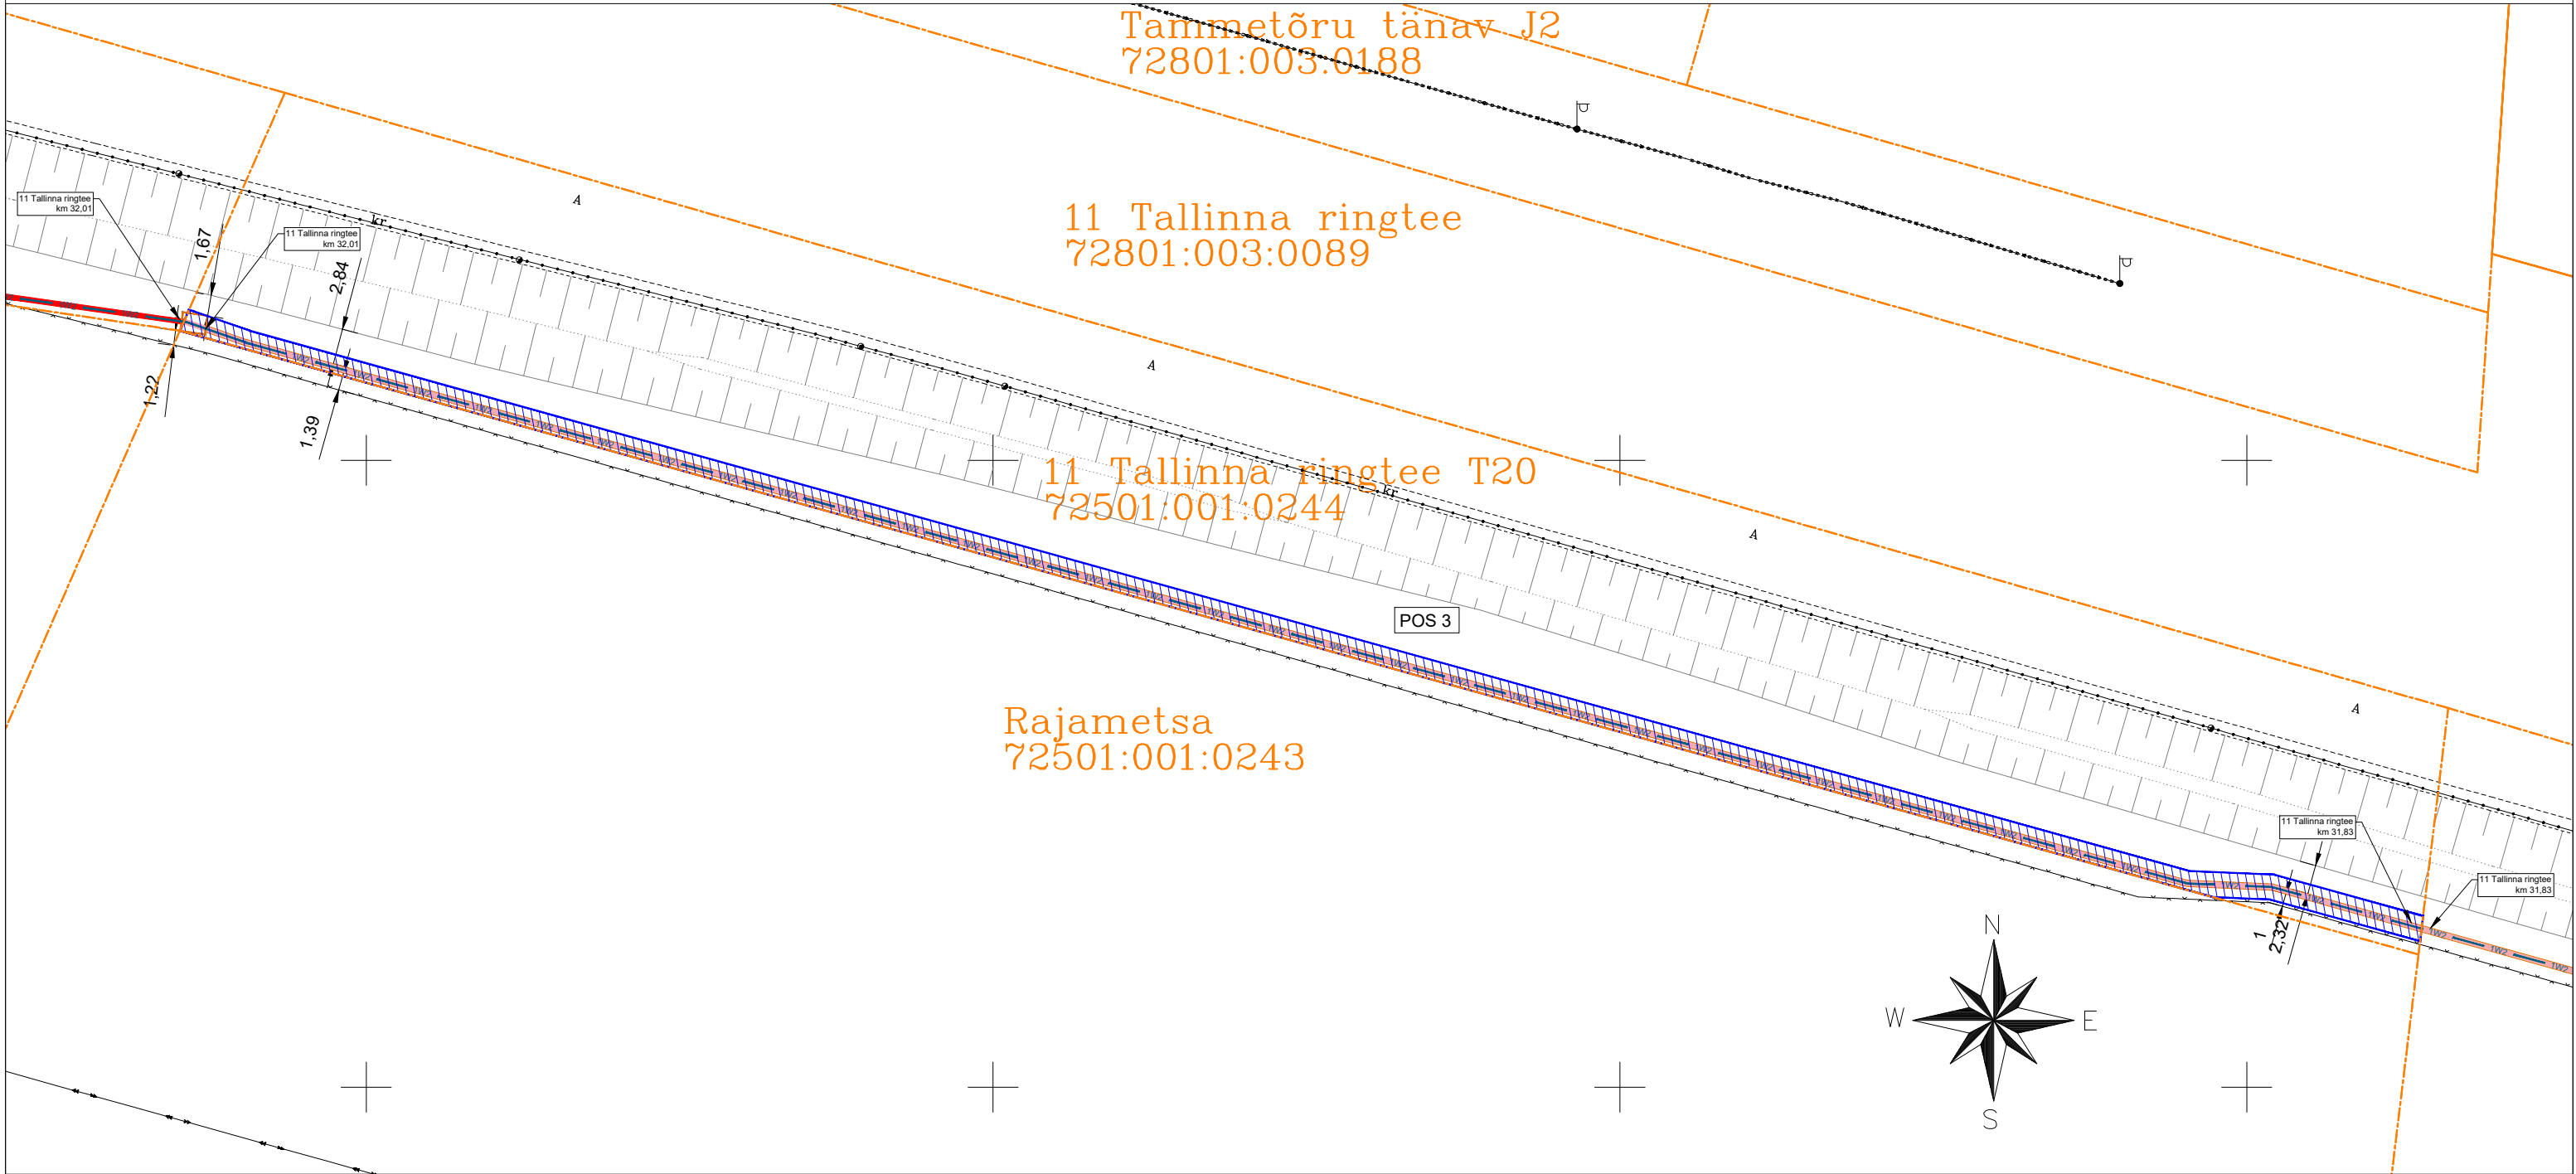 Tammetõru tänav J2
72801:003:0188
11 Tallinna ringtee
72801:003:0089
11 Tallinna ringtee
km 32,01
11 Tallinna ringtee
km 32,01
1,67
2,84
1,22
1,39
kr
A
A
A
A
11 Tallinna ringtee T20
72501:001:0244
kr
POS 3
Rajametsa
72501:001:0243
11 Tallinna ringtee
km 31,83
11 Tallinna ringtee
km 31,83
1
2,32
N
W
E
S
1W2